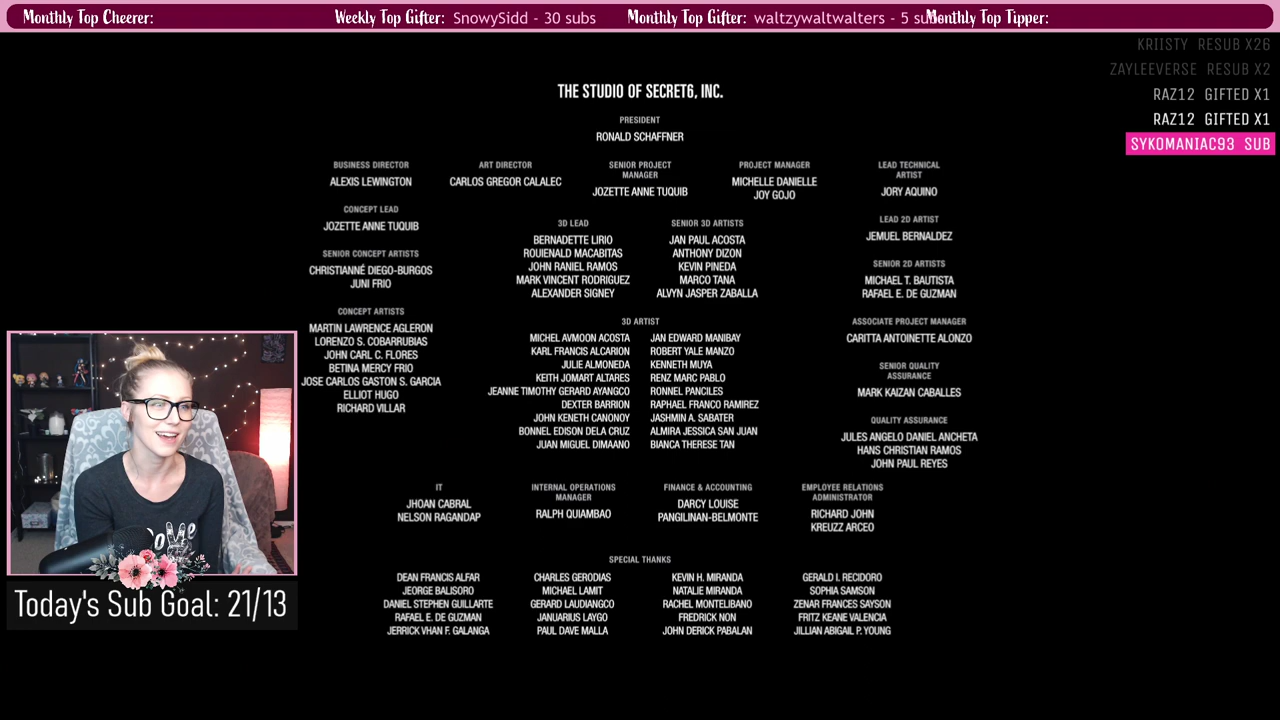 Monthly Top Cheerer:
Weekly Top Gifter: SnowySidd - 30 subs
Monthly Top Gifter: waltzywaltwalters - 5 su
Monthly Top Tipper:
KRIISTY RESUB X26
ZAYLEEVERSE RESUB X2
RAZ12 GIFTED X1
RAZ12 GIFTED X1
SYKOMANIAC93 SUB
THE STUDIO OF SECRET6, INC.
PRESIDENT
RONALD SCHAFFNER
BUSINESS DIRECTOR
ALEXIS LEWINGTON
ART DIRECTOR
CARLOS GREGOR CALALEC
SENIOR PROJECT
MANAGER
JOZETTE ANNE TUQUIB
PROJECT MANAGER
MICHELLE DANIELLE
JOY GOJO
LEAD TECHNICAL
ARTIST
JORY AQUINO
CONCEPT LEAD
JOZETTE ANNE TUQUIB
SENIOR CONCEPT ARTISTS
CHRISTIANNÉ DIEGO-BURGOS
JUNI FRIO
CONCEPT ARTISTS
MARTIN LAWRENCE AGLERON
LORENZO S. COBARRUBIAS
JOHN CARL C. FLORES
BETINA MERCY FRIO
JOSE CARLOS GASTON S. GARCIA
ELLIOT HUGO
RICHARD VILLAR
3D LEAD
BERNADETTE LIRIO
ROUIENALD MACABITAS
JOHN RANIEL RAMOS
MARK VINCENT RODRIGUEZ
ALEXANDER SIGNEY
SENIOR 3D ARTISTS
JAN PAUL ACOSTA
ANTHONY DIZON
KEVIN PINEDA
MARCO TANA
ALVYN JASPER ZABALLA
3D ARTIST
MICHEL AVMOON ACOSTA
KARL FRANCIS ALCARION
JULIE ALMONEDA
KEITH JOMART ALTARES
JEANNE TIMOTHY GERARD AYANGCO
DEXTER BARRION
JOHN KENETH CANONOY
BONNEL EDISON DELA CRUZ
JUAN MIGUEL DIMAANO
JAN EDWARD MANIBAY
ROBERT YALE MANZO
KENNETH MUYA
RENZ MARC PABLO
RONNEL PANCILES
RAPHAEL FRANCO RAMIREZ
JASHMIN A. SABATER
ALMIRA JESSICA SAN JUAN
BIANCA THERESE TAN
LEAD 2D ARTIST
JEMUEL BERNALDEZ
SENIOR 2D ARTISTS
MICHAEL T. BAUTISTA
RAFAEL E. DE GUZMAN
ASSOCIATE PROJECT MANAGER
CARITTA ANTOINETTE ALONZO
SENIOR QUALITY
ASSURANCE
MARK KAIZAN CABALLES
QUALITY ASSURANCE
JULES ANGELO DANIEL ANCHETA
HANS CHRISTIAN RAMOS
JOHN PAUL REYES
IT
JHOAN CABRAL
NELSON RAGANDAP
INTERNAL OPERATIONS
MANAGER
RALPH QUIAMBAO
FINANCE & ACCOUNTING
DARCY LOUISE
PANGILINAN-BELMONTE
EMPLOYEE RELATIONS
ADMINISTRATOR
RICHARD JOHN
KREUZZ ARCEO
SPECIAL THANKS
DEAN FRANCIS ALFAR
JEORGE BALISORO
DANIEL STEPHEN GUILLARTE
RAFAEL E. DE GUZMAN
JERRICK VHAN F. GALANGA
CHARLES GERODIAS
MICHAEL LAMIT
GERARD LAUDIANGCO
JANUARIUS LAYGO
PAUL DAVE MALLA
KEVIN H. MIRANDA
NATALIE MIRANDA
RACHEL MONTELIBANO
FREDRICK NON
JOHN DERICK PABALAN
GERALD I. RECIDORO
SOPHIA SAMSON
ZENAR FRANCES SAYSON
FRITZ KEANE VALENCIA
JILLIAN ABIGAIL P. YOUNG
Today's Sub Goal: 21/13